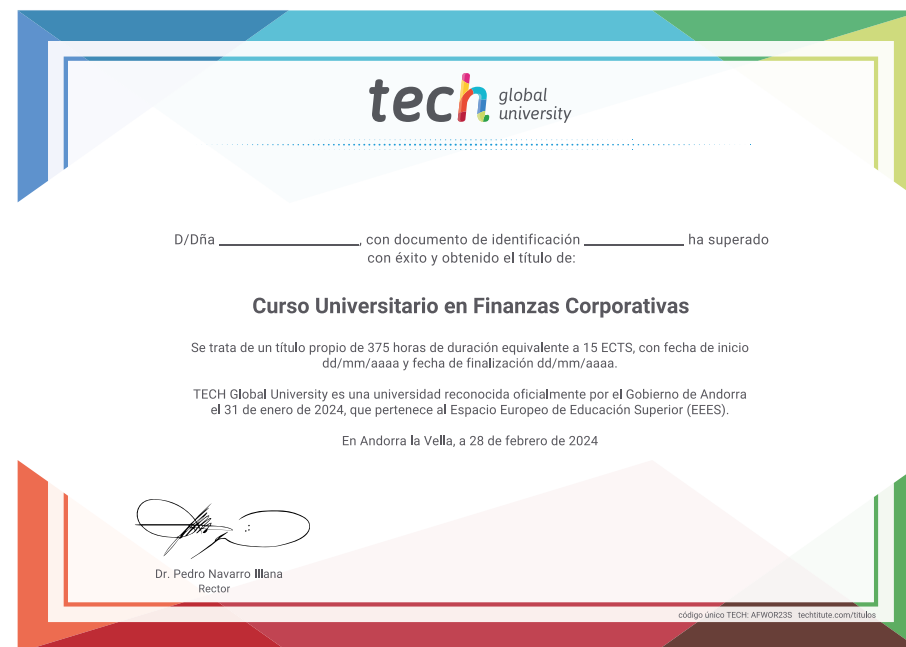 tech global
university
D/Dña ____________________, con documento de identificación ______________ ha superado
con éxito y obtenido el título de:
Curso Universitario en Finanzas Corporativas
Se trata de un título propio de 375 horas de duración equivalente a 15 ECTS, con fecha de inicio
dd/mm/aaaa y fecha de finalización dd/mm/aaaa.
TECH Global University es una universidad reconocida oficialmente por el Gobierno de Andorra
el 31 de enero de 2024, que pertenece al Espacio Europeo de Educación Superior (EEES).
En Andorra la Vella, a 28 de febrero de 2024
Dr. Pedro Navarro Illana
Rector
código único TECH: AFWOR23S techtitute.com/titulos